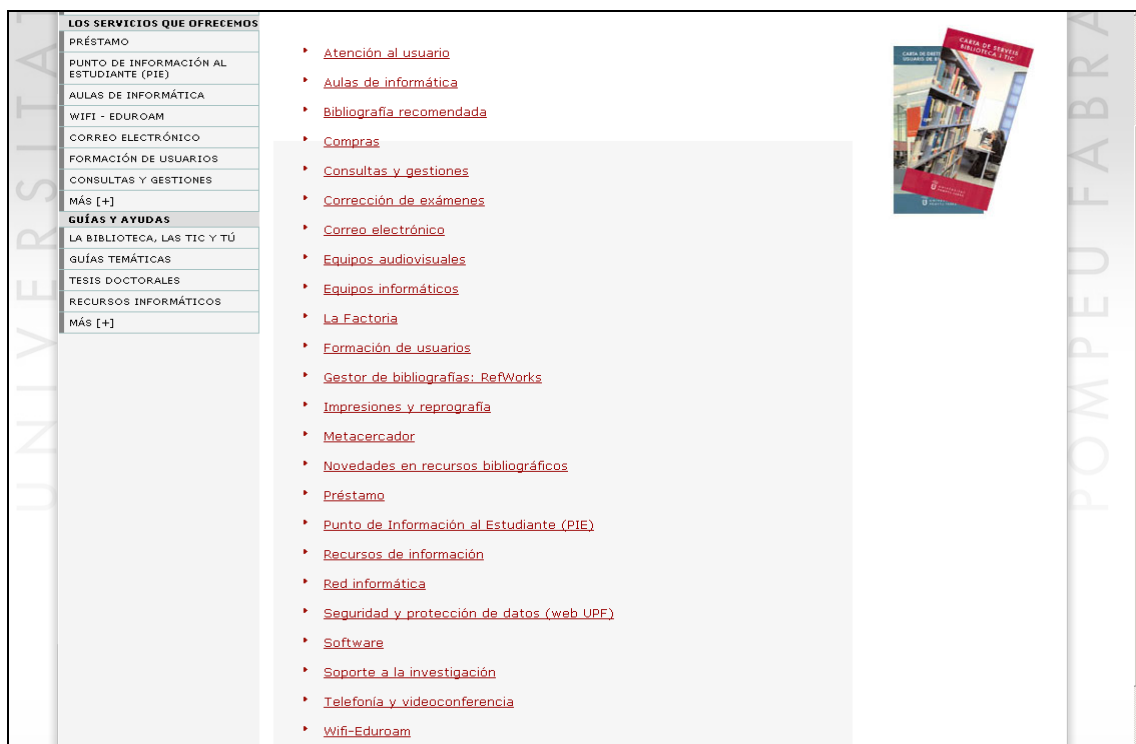 LOS SERVICIOS QUE OFRECEMOS
PRÉSTAMO
PUNTO DE INFORMACIÓN AL
ESTUDIANTE (PIE)
AULAS DE INFORMÁTICA
WIFI - EDUROAM
CORREO ELECTRÓNICO
FORMACIÓN DE USUARIOS
CONSULTAS Y GESTIONES
MÁS [+]
GUÍAS Y AYUDAS
LA BIBLIOTECA, LAS TIC Y TÚ
GUÍAS TEMÁTICAS
TESIS DOCTORALES
RECURSOS INFORMÁTICOS
MÁS [+]
Atención al usuario
Aulas de informática
Bibliografía recomendada
Compras
Consultas y gestiones
Corrección de exámenes
Correo electrónico
Equipos audiovisuales
Equipos informáticos
La Factoria
Formación de usuarios
Gestor de bibliografías: RefWorks
Impresiones y reprografía
Metacercador
Novedades en recursos bibliográficos
Préstamo
Punto de Información al Estudiante (PIE)
Recursos de información
Red informática
Seguridad y protección de datos (web UPF)
Software
Soporte a la investigación
Telefonía y videoconferencia
Wifi-Eduroam
CARTA DE SERVEIS
BIBLIOTECA I TIC
UNIVERSITAT
POMPEU FABRA